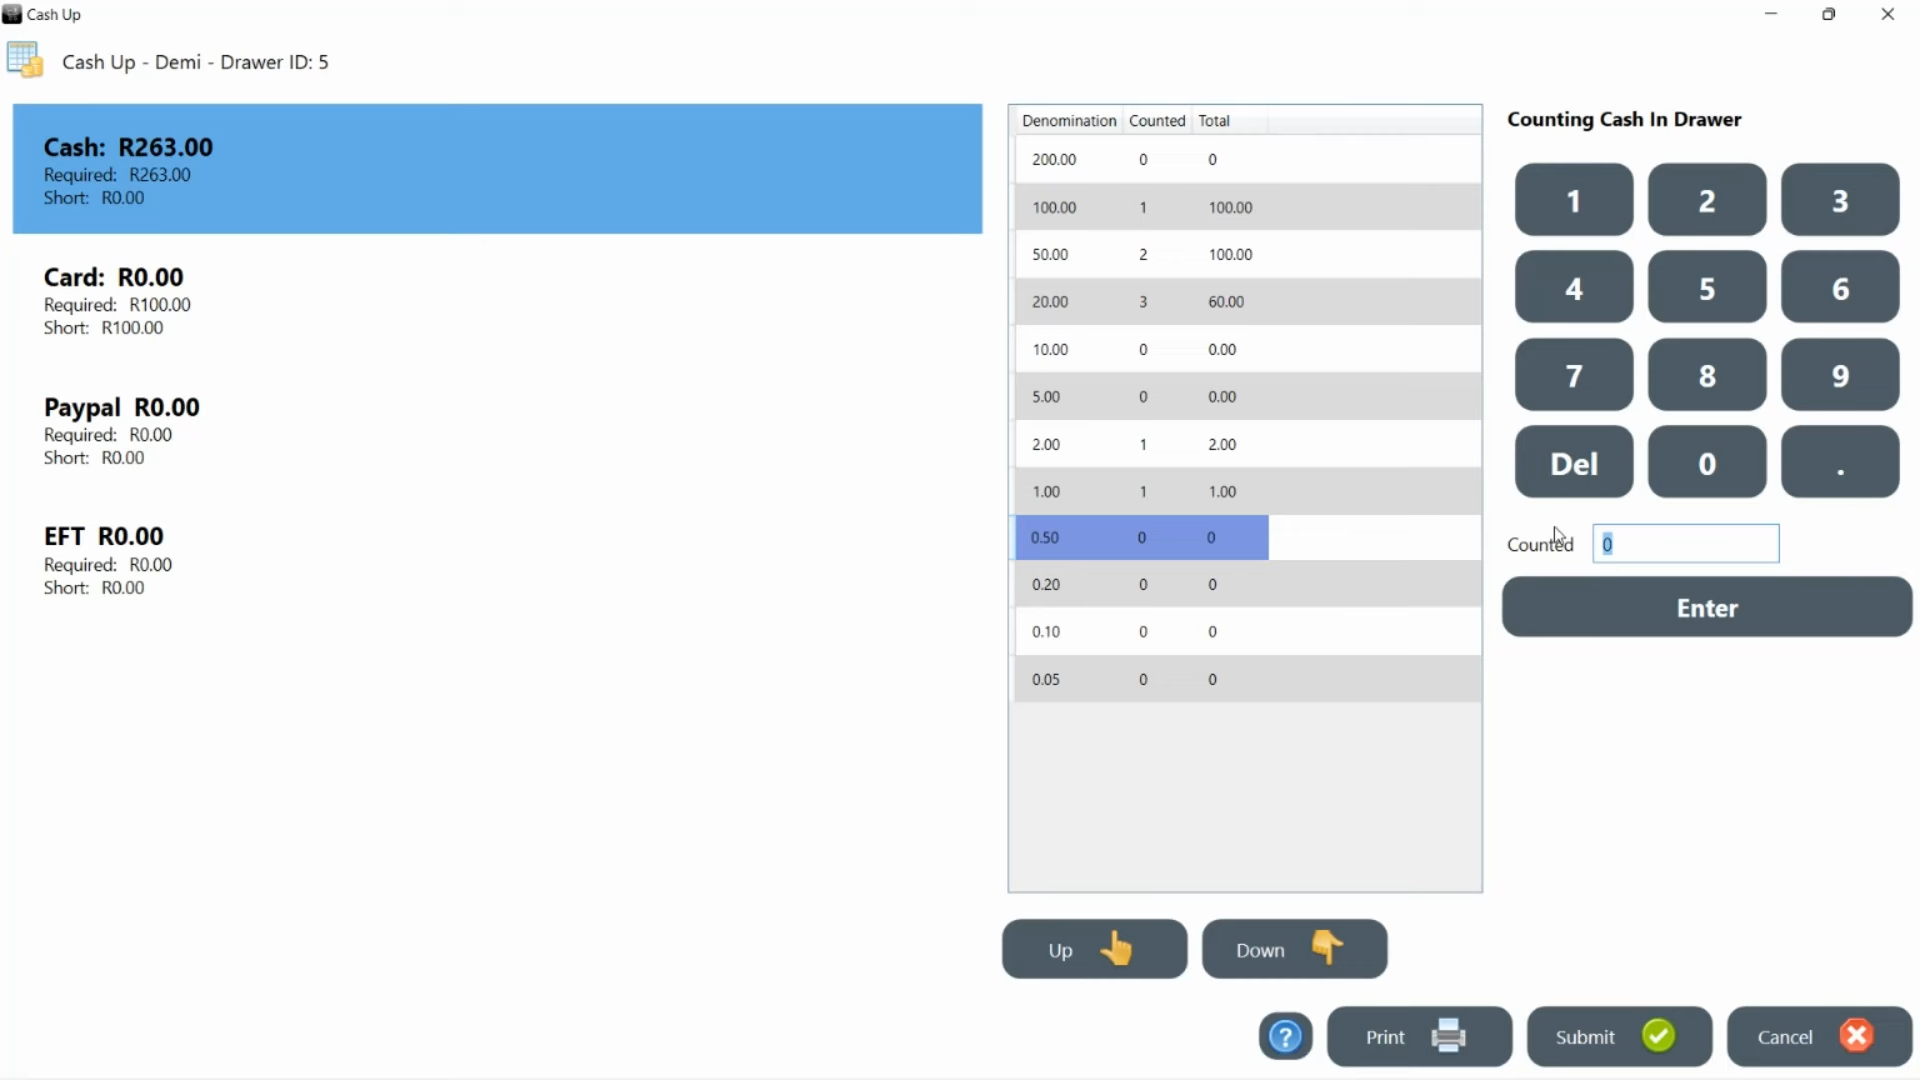 Cash Up
Cash Up - Demi - Drawer ID: 5
Cash: R263.00
Required: R263.00
Short: R0.00
Card: R0.00
Required: R100.00
Short: R100.00
Paypal R0.00
Required: R0.00
Short: R0.00
EFT R0.00
Required: R0.00
Short: R0.00
Denomination Counted Total
200.00 0 0
100.00 1 100.00
50.00 2 100.00
20.00 3 60.00
10.00 0 0.00
5.00 0 0.00
2.00 1 2.00
1.00 1 1.00
0.50 0 0
0.20 0 0
0.10 0 0
0.05 0 0
Up Down
Counting Cash In Drawer
1 2 3
4 5 6
7 8 9
Del 0 .
Counted 0
Enter
? Print Submit Cancel